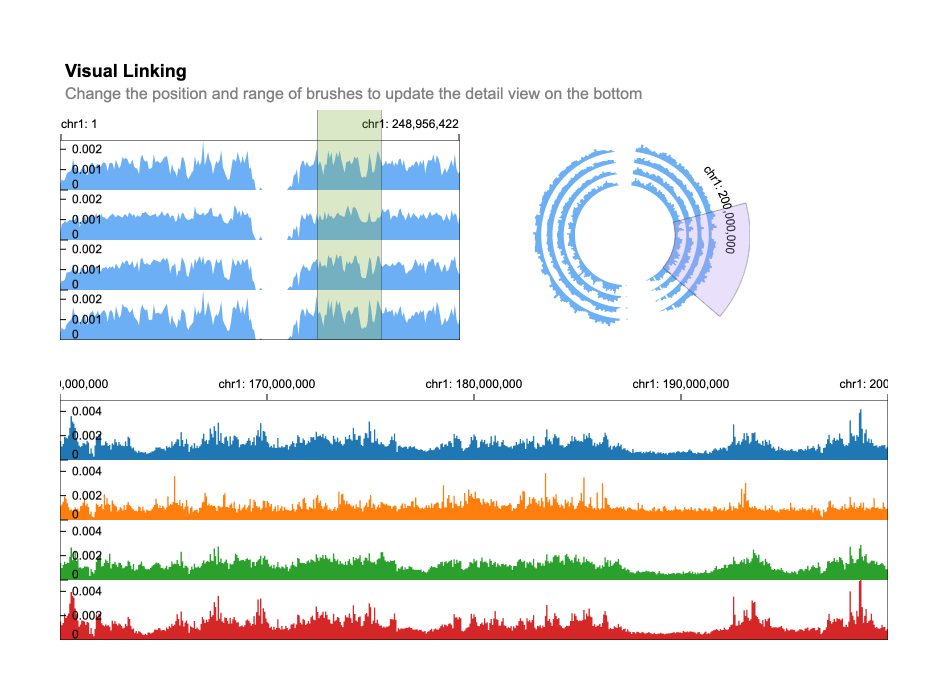 Visual Linking
Change the position and range of brushes to update the detail view on the bottom
chr1: 1
chr1: 248,956,422
0.002
0.001
0
0.002
0.001
0
0.002
0.001
0
0.002
0.001
0
chr1: 200,000,000
0,000,000
chr1: 170,000,000
chr1: 180,000,000
chr1: 190,000,000
chr1: 200
0.004
0.002
0
0.004
0.002
0
0.004
0.002
0
0.004
0.002
0